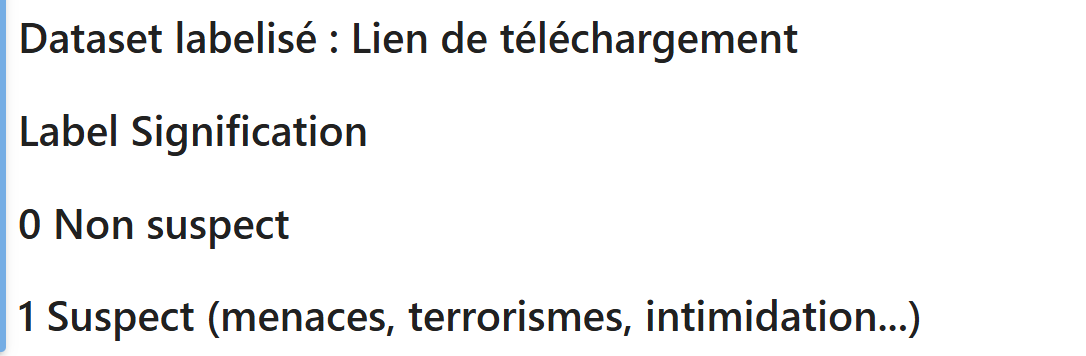 Dataset labelisé : Lien de téléchargement
Label Signification
0 Non suspect
1 Suspect (menaces, terrorismes, intimidation...)